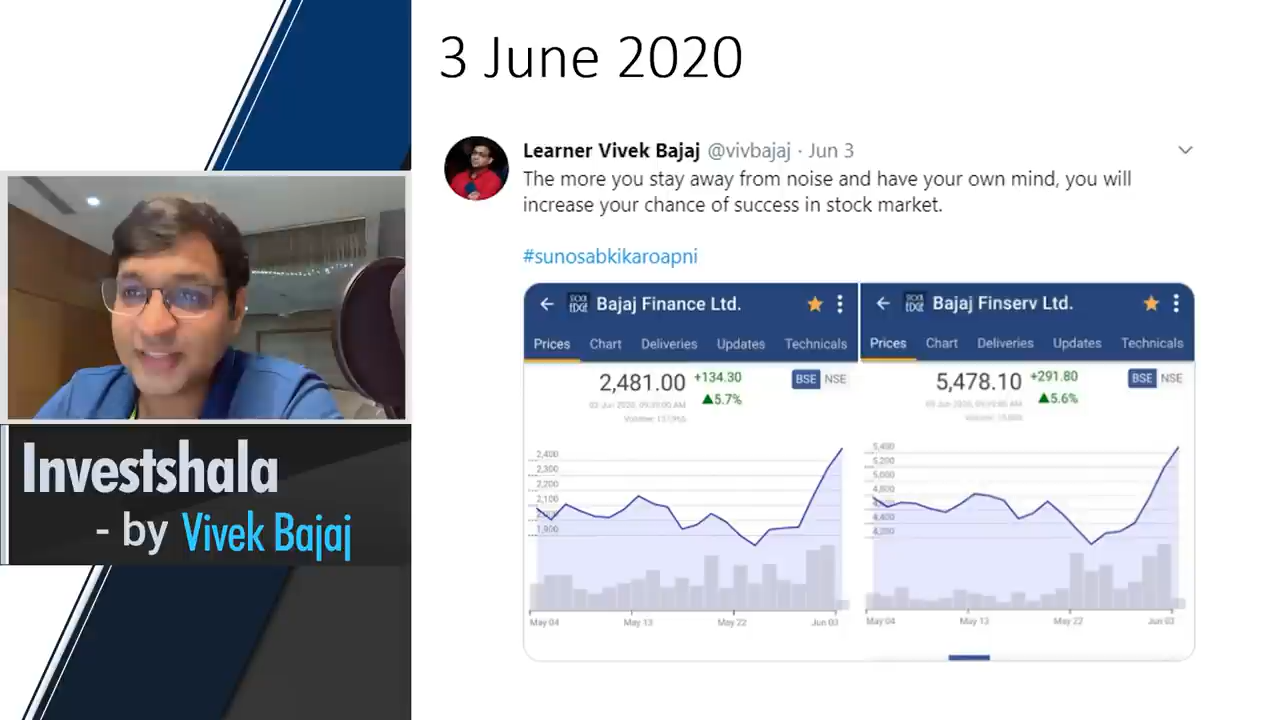 3 June 2020
Learner Vivek Bajaj @vivbajaj · Jun 3
The more you stay away from noise and have your own mind, you will
increase your chance of success in stock market.
#sunosabkikaroapni
Bajaj Finance Ltd.
Prices Chart Deliveries Updates Technicals
2,481.00 +134.30 BSE NSE
▲5.7%
2,400
2,300
2,200
2,100
1,900
May 04 May 13 May 22 Jun 03
Bajaj Finserv Ltd.
Prices Chart Deliveries Updates Technicals
5,478.10 +291.80 BSE NSE
▲5.6%
5,400
5,200
5,000
May 04 May 13 May 22 Jun 03
Investshala
- by Vivek Bajaj